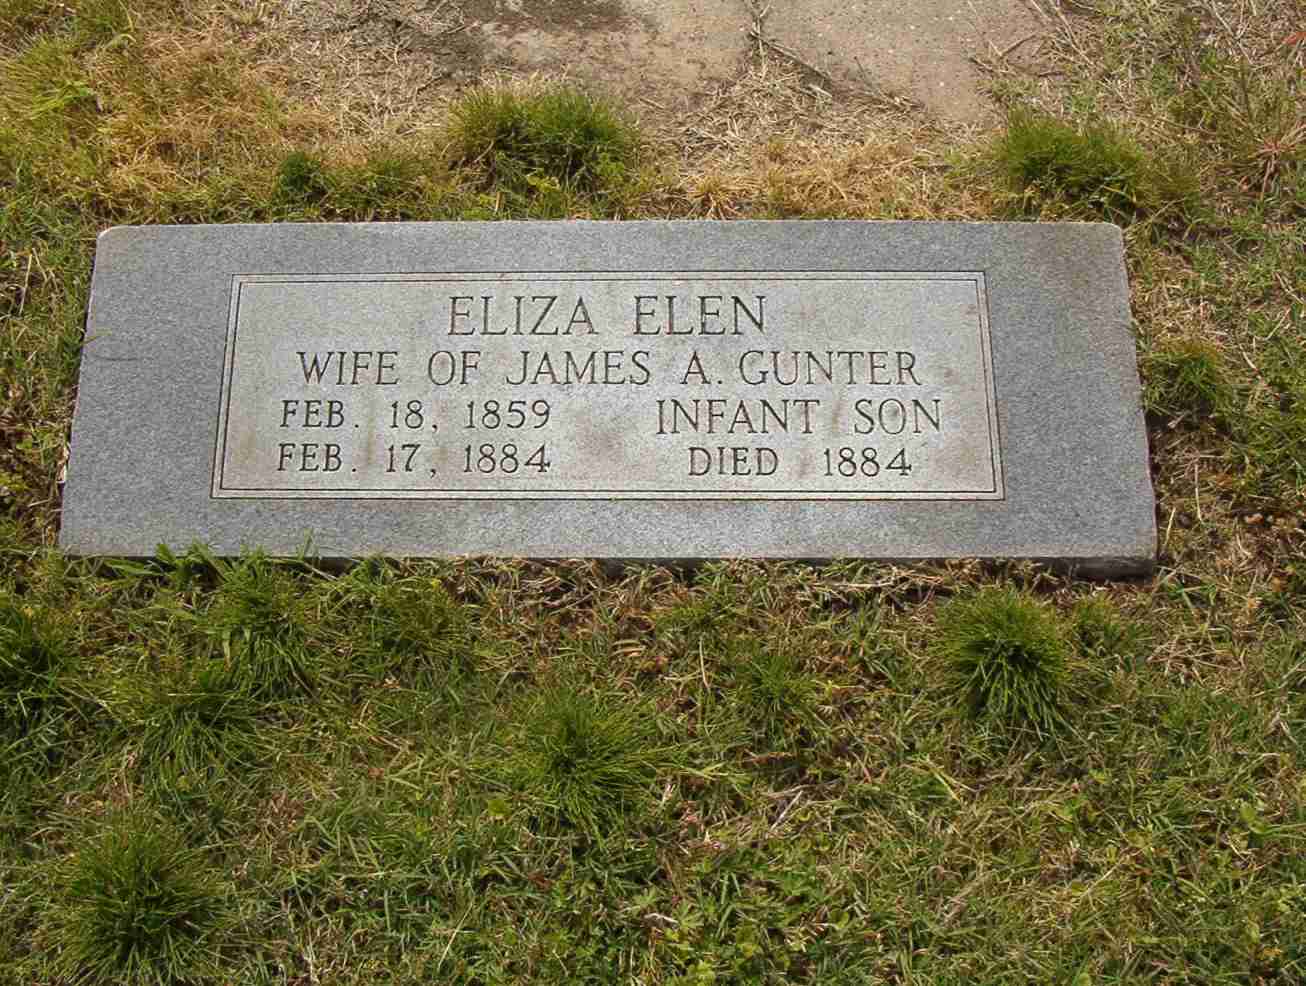 ELIZA ELEN
WIFE OF JAMES A. GUNTER
FEB. 18, 1859 INFANT SON
FEB. 17, 1884 DIED 1884